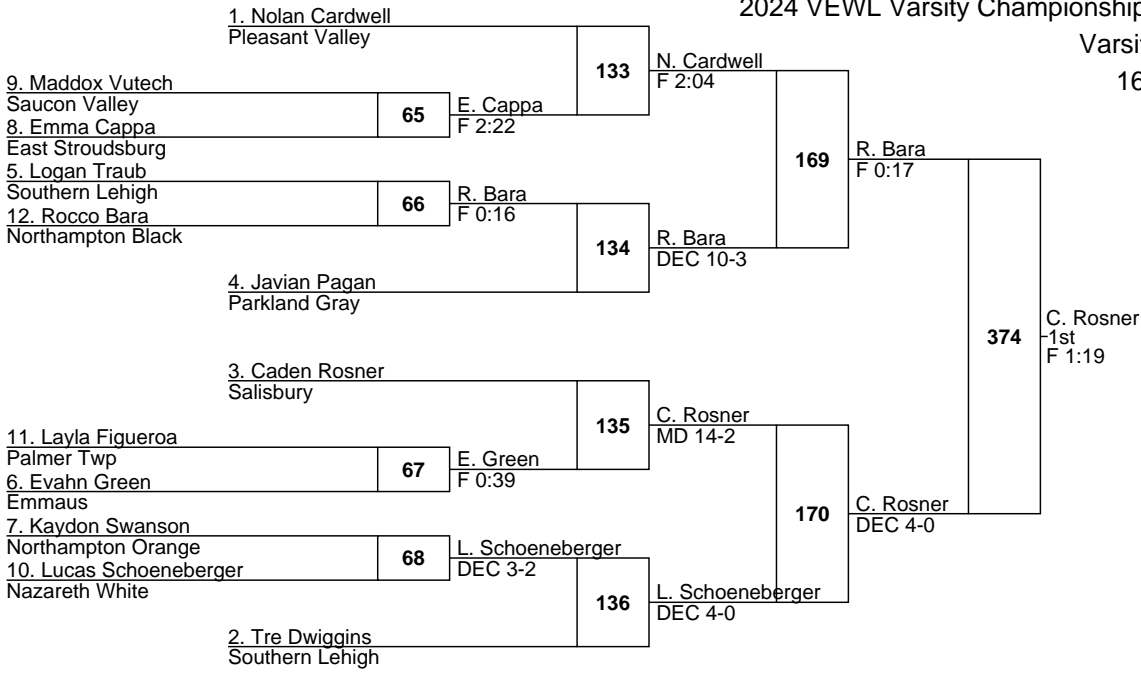 2024 VEWL Varsity Championship
Varsit
16
1. Nolan Cardwell
Pleasant Valley
133
N. Cardwell
F 2:04
9. Maddox Vutech
Saucon Valley
65
E. Cappa
F 2:22
8. Emma Cappa
East Stroudsburg
169
R. Bara
F 0:17
5. Logan Traub
Southern Lehigh
66
R. Bara
F 0:16
12. Rocco Bara
Northampton Black
134
R. Bara
DEC 10-3
4. Javian Pagan
Parkland Gray
374
C. Rosner
1st
F 1:19
3. Caden Rosner
Salisbury
135
C. Rosner
MD 14-2
11. Layla Figueroa
Palmer Twp
67
E. Green
F 0:39
6. Evahn Green
Emmaus
170
C. Rosner
DEC 4-0
7. Kaydon Swanson
Northampton Orange
68
L. Schoeneberger
DEC 3-2
10. Lucas Schoeneberger
Nazareth White
136
L. Schoeneberger
DEC 4-0
2. Tre Dwiggins
Southern Lehigh